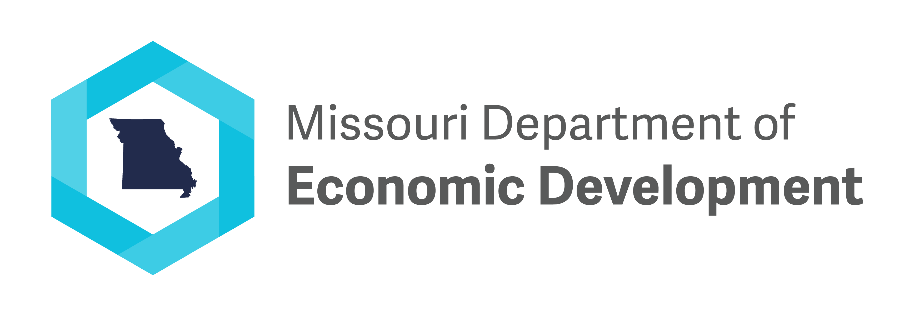 Missouri Department of
Economic Development